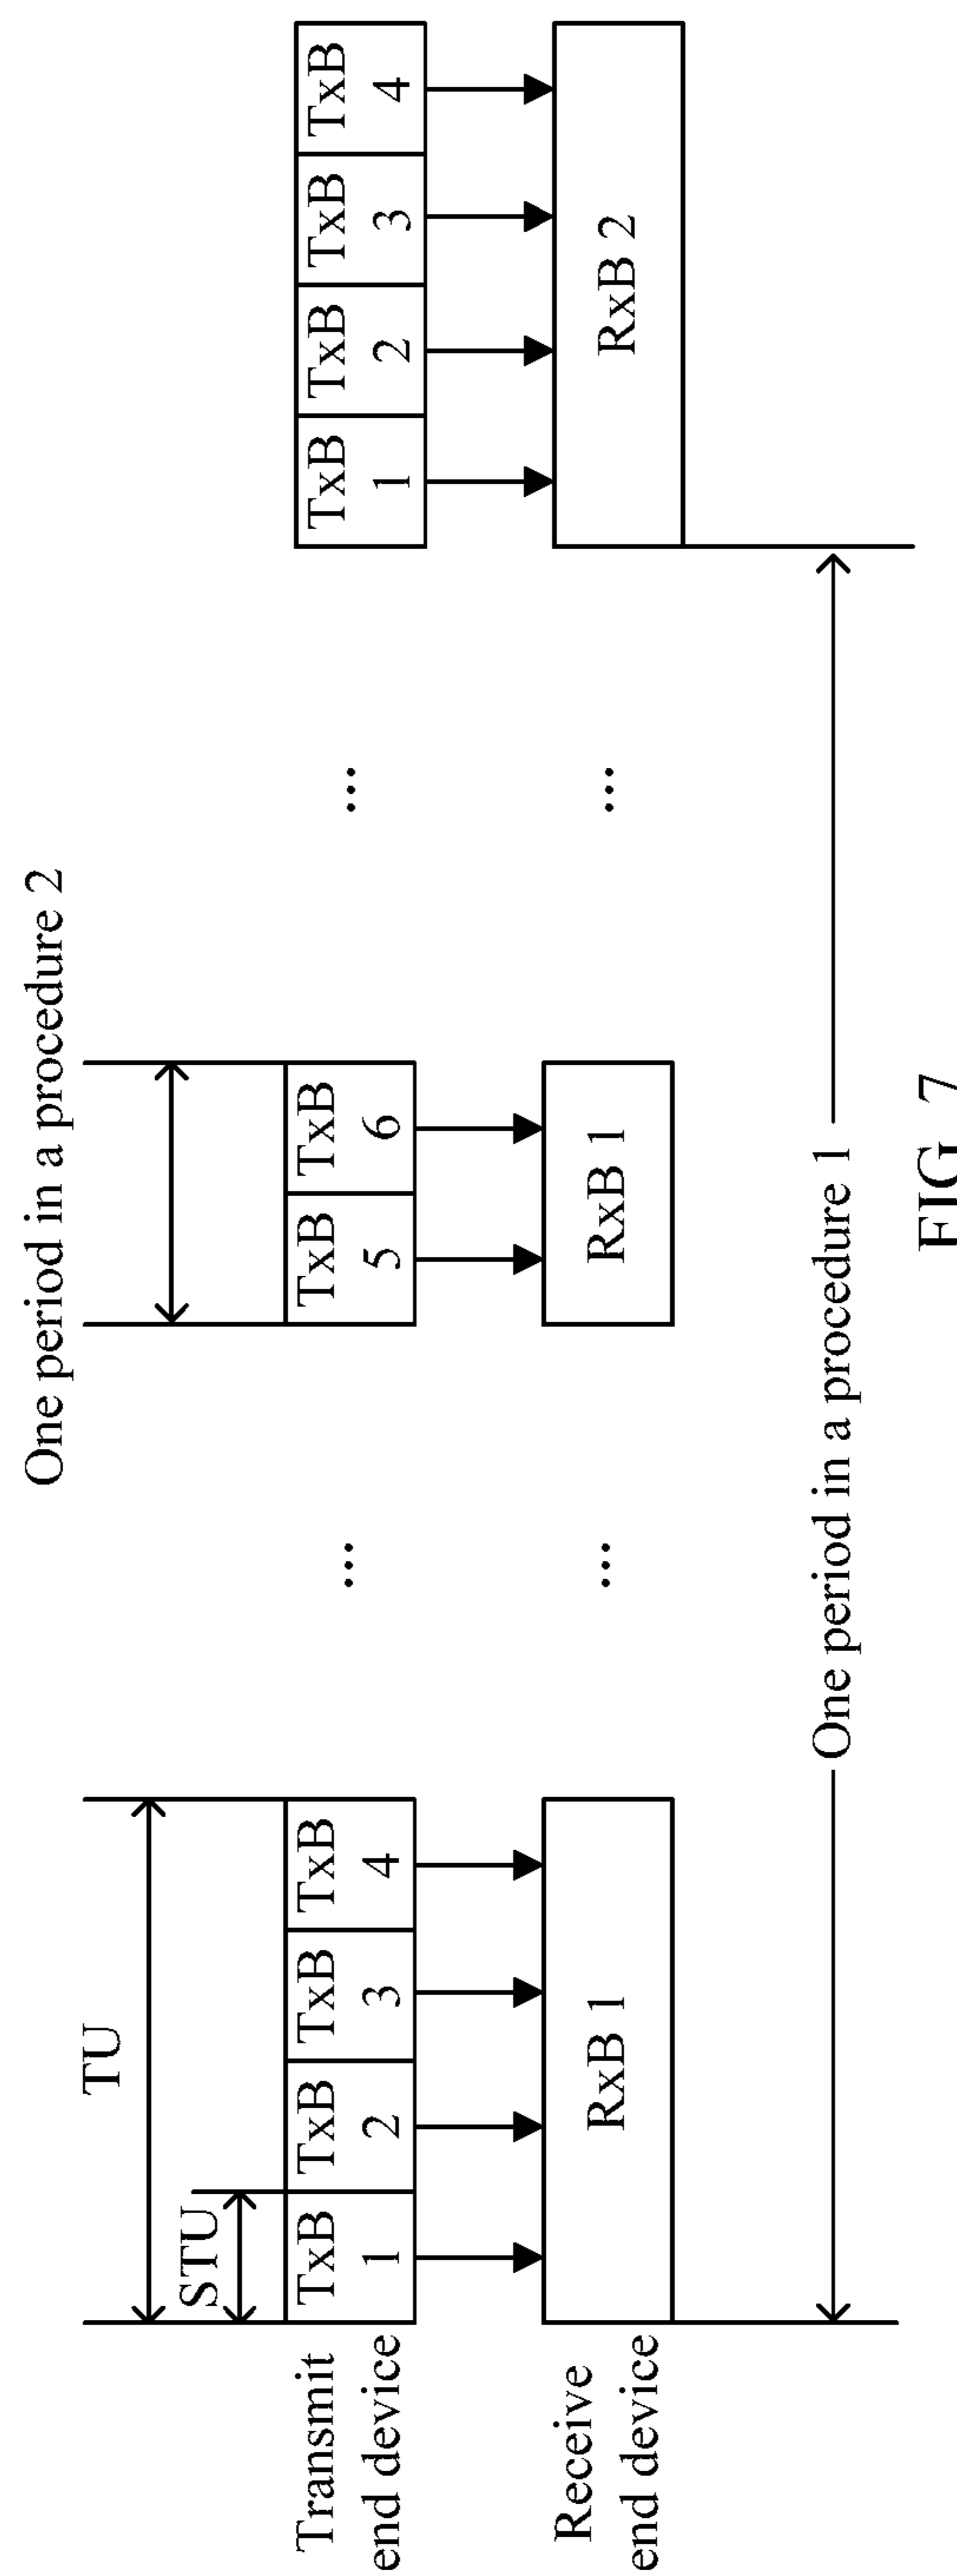 One period in a procedure 2
TU
STU
Transmit
end device
TxB
1
TxB
2
TxB
3
TxB
4
...
TxB
5
TxB
6
...
TxB
1
TxB
2
TxB
3
TxB
4
Receive
end device
RxB 1
...
RxB 1
...
RxB 2
One period in a procedure 1
FIG. 7